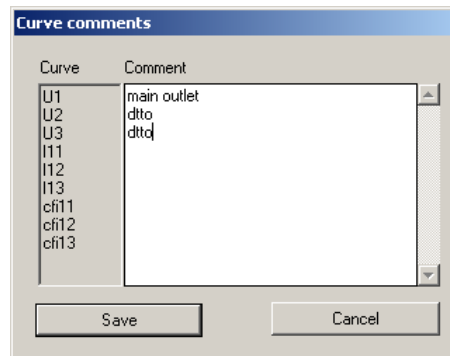 Curve comments
Curve Comment
U1 main outlet
U2 dtto
U3 dtto
I11
I12
I13
cfi11
cfi12
cfi13
Save Cancel